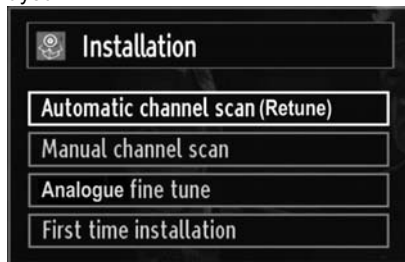 Installation
Automatic channel scan (Retune)
Manual channel scan
Analogue fine tune
First time installation